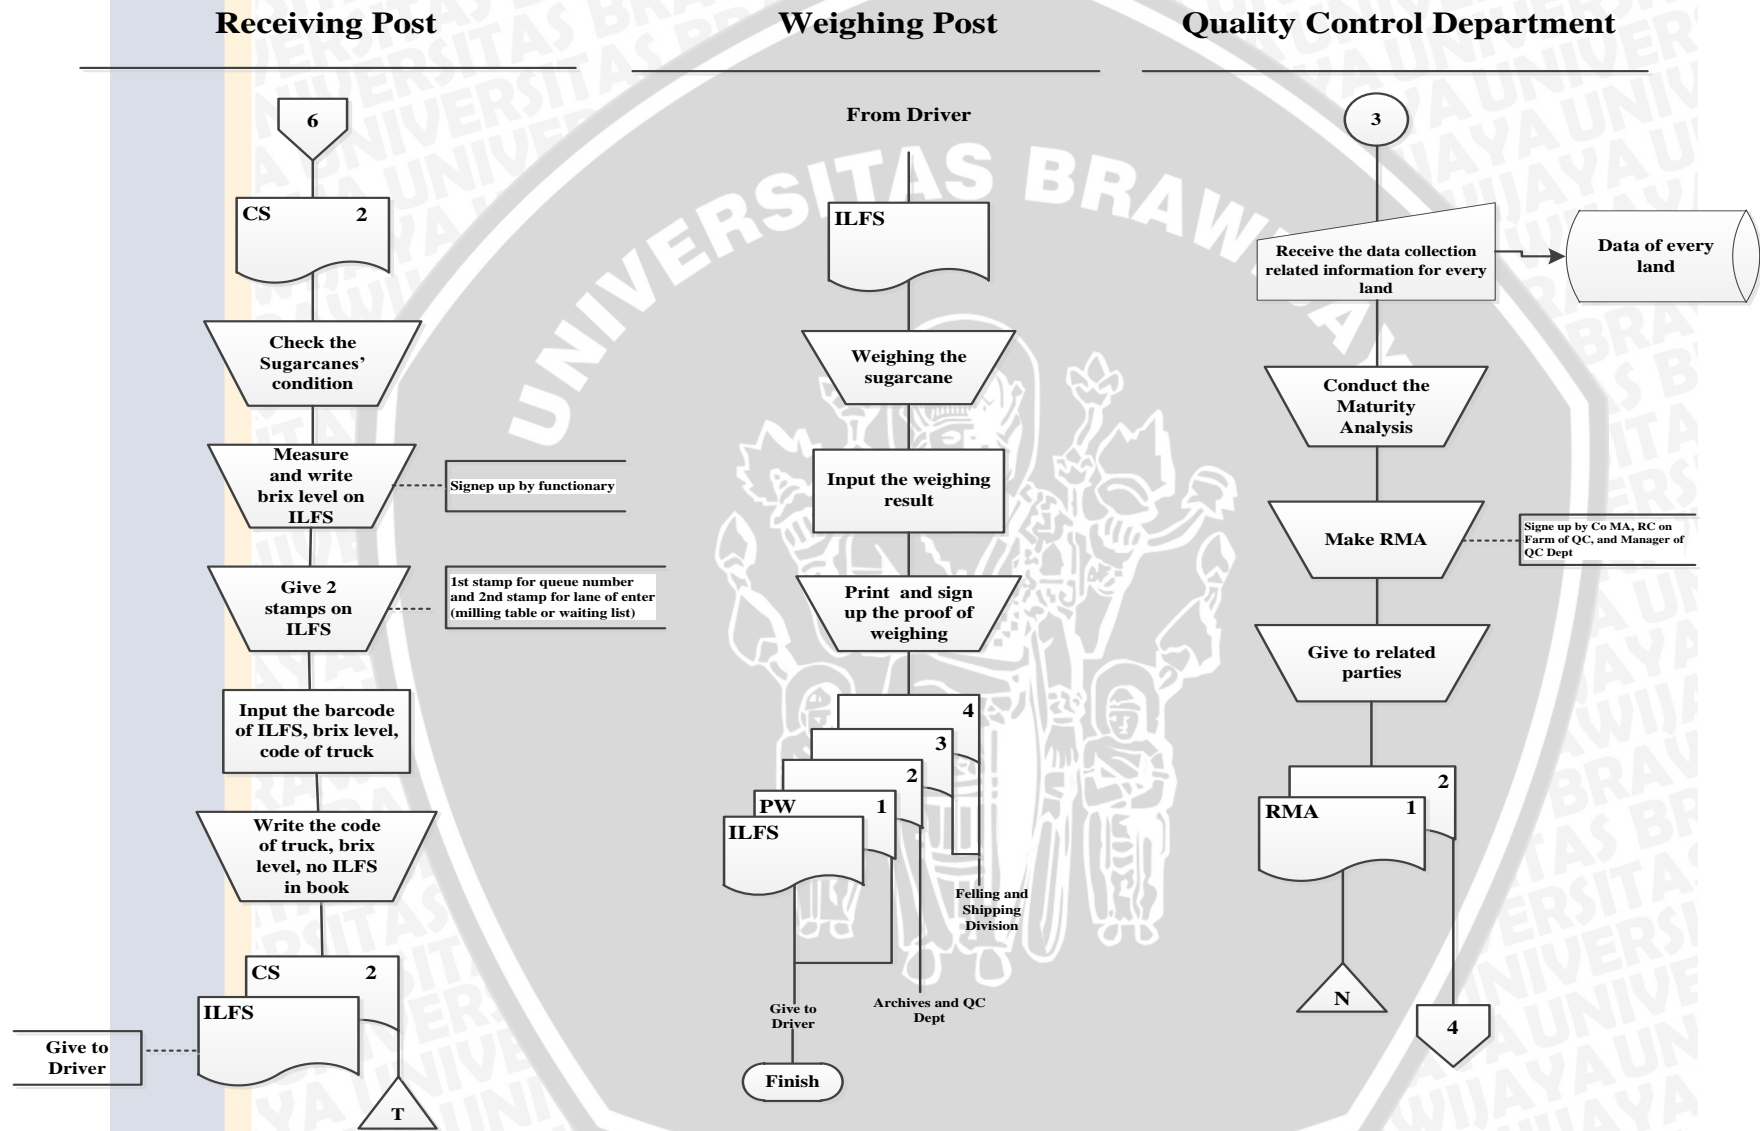 Receiving Post
6
CS 2
Check the
Sugarcanes’
condition
Measure
and write
brix level on
ILFS
Signep up by functionary
Give 2
stamps on
ILFS
1st stamp for queue number
and 2nd stamp for lane of enter
(milling table or waiting list)
Input the barcode
of ILFS, brix level,
code of truck
Write the code
of truck, brix
level, no ILFS
in book
CS 2
ILFS
Give to
Driver
T
Weighing Post
From Driver
ILFS
Weighing the
sugarcane
Input the weighing
result
Print and sign
up the proof of
weighing
4
3
2
PW 1
ILFS
Felling and
Shipping
Division
Archives and QC
Dept
Give to
Driver
Finish
Quality Control Department
3
Receive the data collection
related information for every
land
Data of every
land
Conduct the
Maturity
Analysis
Make RMA
Signe up by Co MA, RC on
Farm of QC, and Manager of
QC Dept
Give to related
parties
2
RMA 1
N
4
UNIVERSITAS BRAWIJAYA